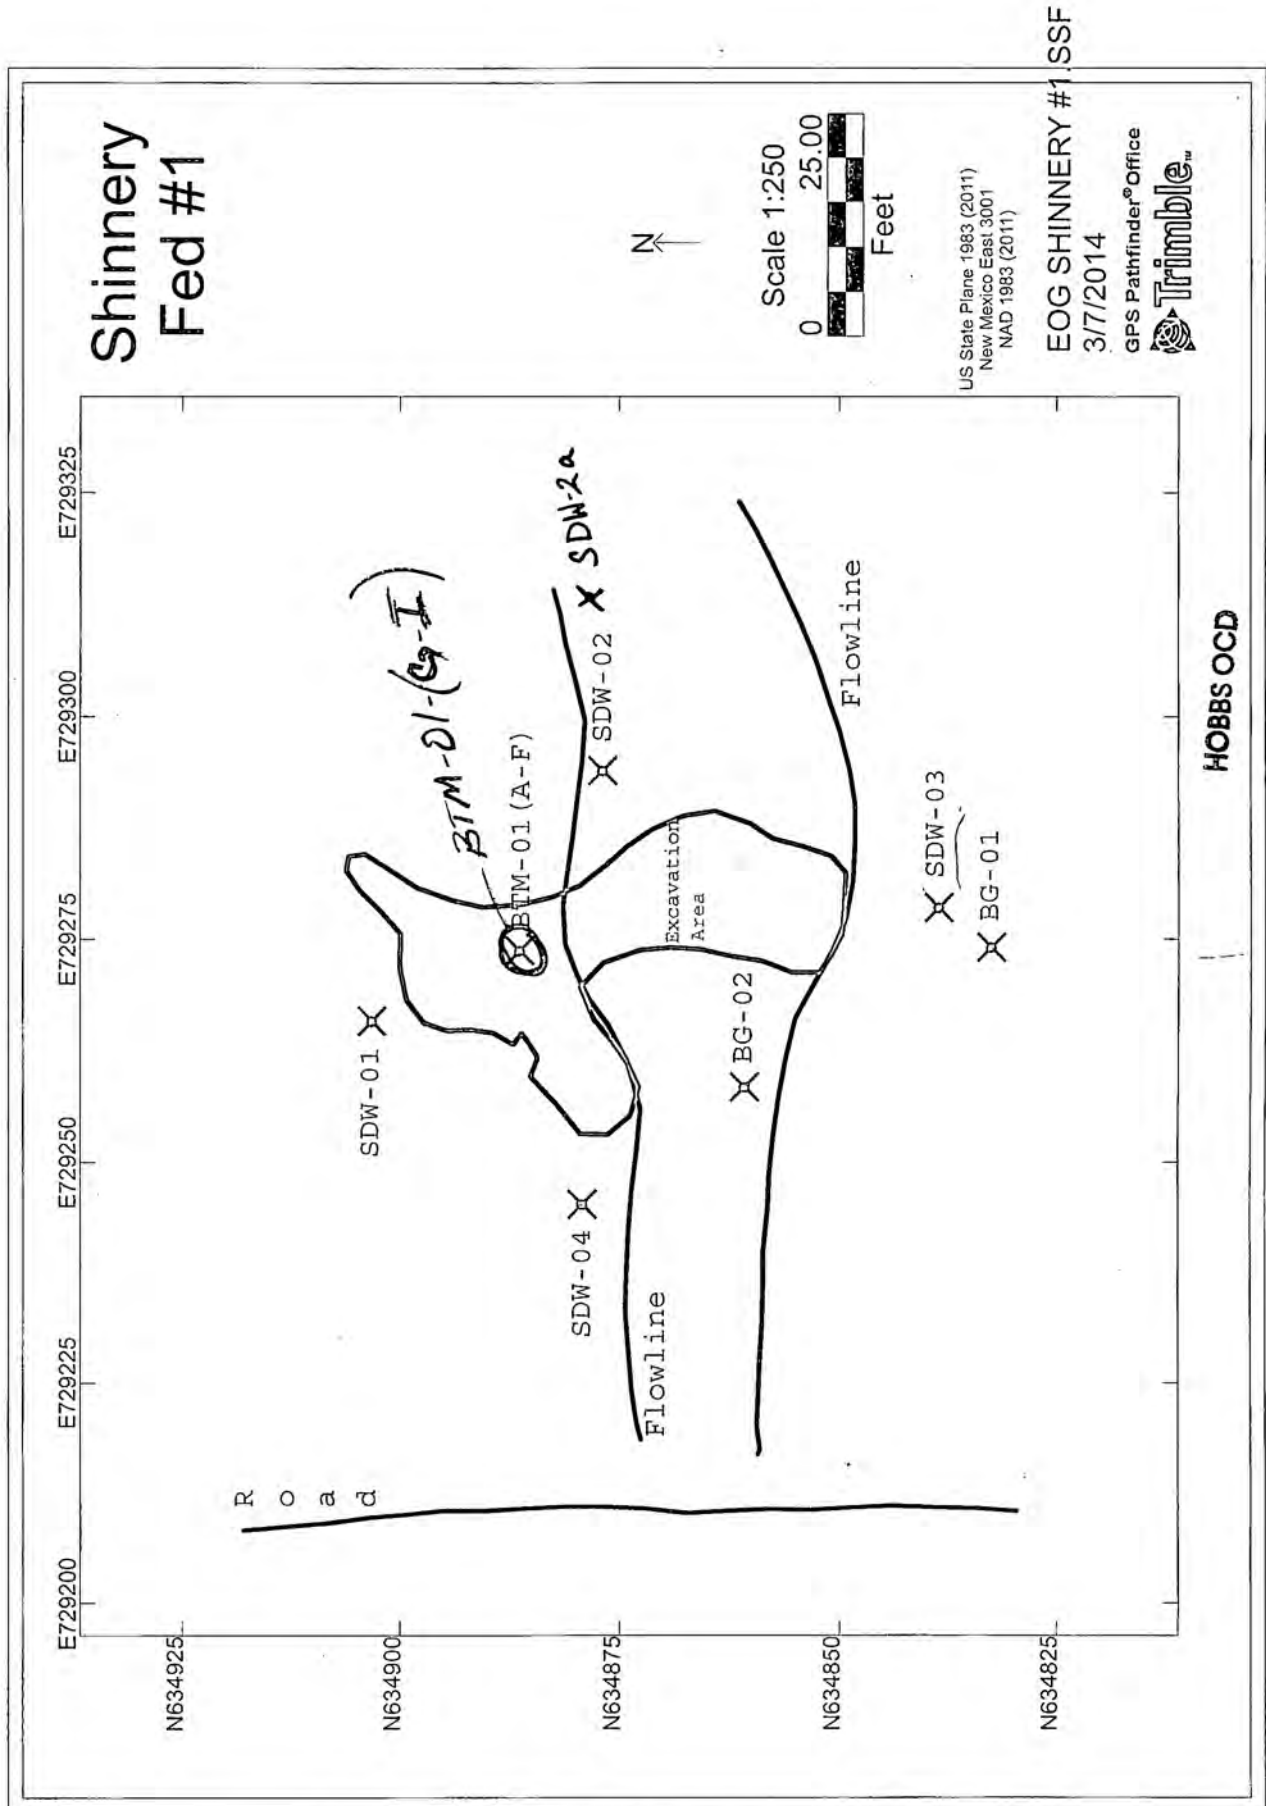 Shinnery
Fed #1
E729200
E729225
E729250
E729275
E729300
E729325
N634925
N634900
N634875
N634850
N634825
Road
SDW-01
BTM-01-(G-I)
BTM-01 (A-F)
SDW-02
SDW-2a
SDW-04
Excavation
Area
Flowline
BG-02
Flowline
SDW-03
BG-01
N
Scale 1:250
0 25.00
Feet
US State Plane 1983 (2011)
New Mexico East 3001
NAD 1983 (2011)
EOG SHINNERY #1.SSF
3/7/2014
GPS Pathfinder® Office
Trimble™
HOBBS OCD